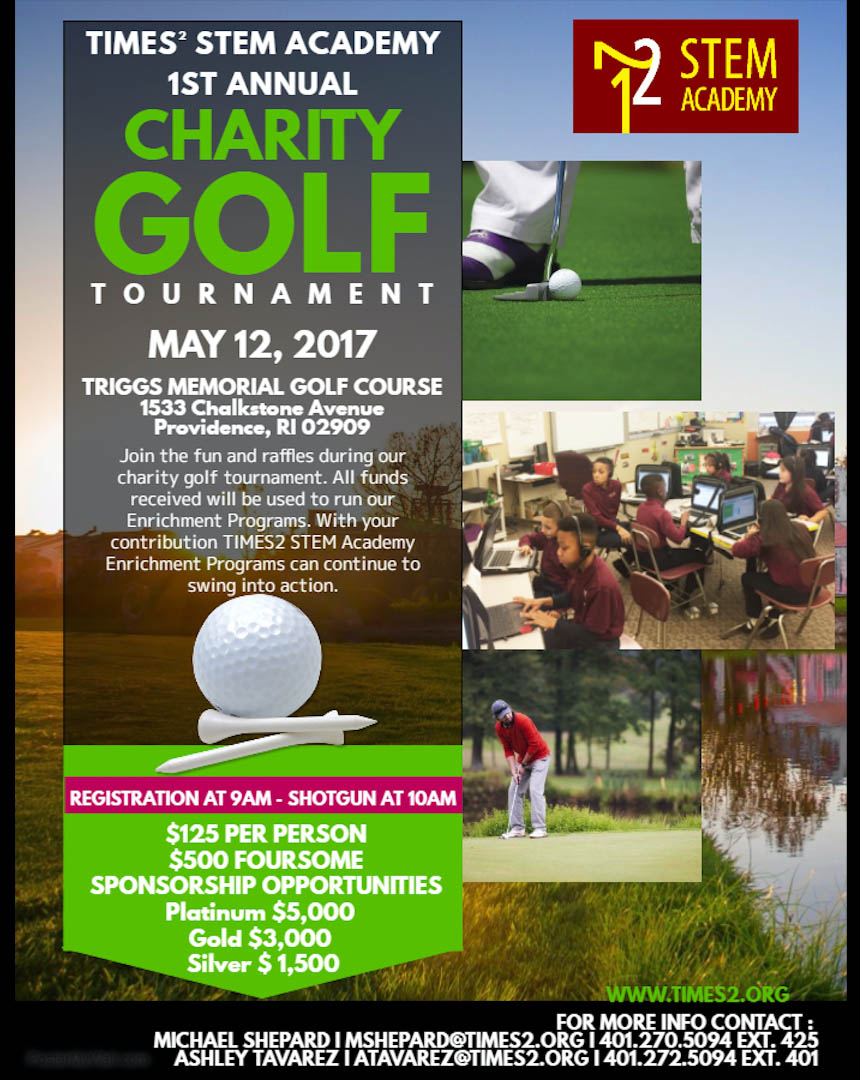 TIMES² STEM ACADEMY
1ST ANNUAL
CHARITY
GOLF
TOURNAMENT
MAY 12, 2017
TRIGGS MEMORIAL GOLF COURSE
1533 Chalkstone Avenue
Providence, RI 02909
Join the fun and raffles during our
charity golf tournament. All funds
received will be used to run our
Enrichment Programs. With your
contribution TIMES2 STEM Academy
Enrichment Programs can continue to
swing into action.
REGISTRATION AT 9AM - SHOTGUN AT 10AM
$125 PER PERSON
$500 FOURSOME
SPONSORSHIP OPPORTUNITIES
Platinum $5,000
Gold $3,000
Silver $ 1,500
12 STEM
ACADEMY
WWW.TIMES2.ORG
FOR MORE INFO CONTACT :
MICHAEL SHEPARD I MSHEPARD@TIMES2.ORG I 401.270.5094 EXT. 425
ASHLEY TAVAREZ I ATAVAREZ@TIMES2.ORG I 401.272.5094 EXT. 401
PosterMyWall.com